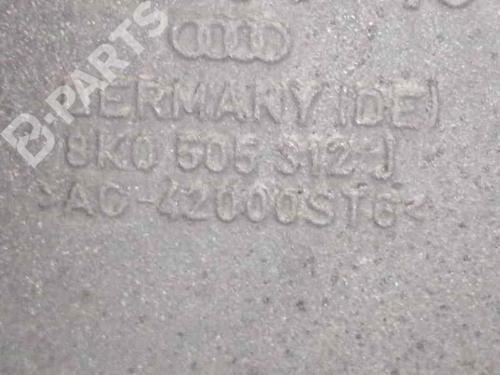 GERMANY (DE)
8K0 505 312 J
>AC-42000ST6<
B-PARTS